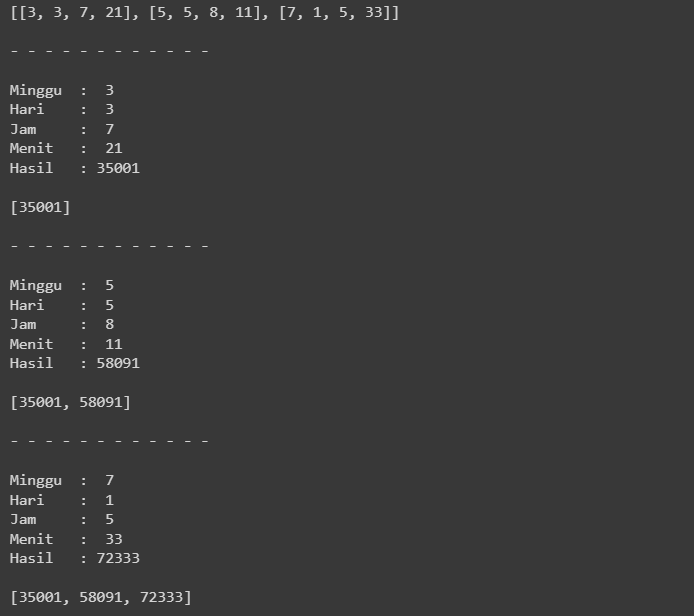 [[3, 3, 7, 21], [5, 5, 8, 11], [7, 1, 5, 33]]
- - - - - - - - - - - -
Minggu  :  3
Hari    :  3
Jam     :  7
Menit   :  21
Hasil   : 35001
[35001]
- - - - - - - - - - - -
Minggu  :  5
Hari    :  5
Jam     :  8
Menit   :  11
Hasil   : 58091
[35001, 58091]
- - - - - - - - - - - -
Minggu  :  7
Hari    :  1
Jam     :  5
Menit   :  33
Hasil   : 72333
[35001, 58091, 72333]